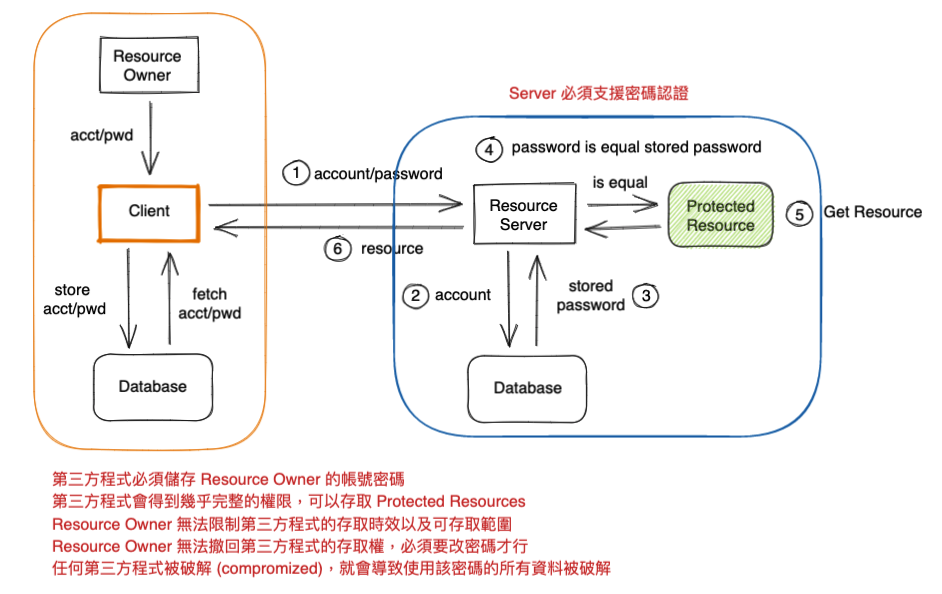 Resource
Owner
Server 必須支援密碼認證
acct/pwd
4 password is equal stored password
1 account/password
is equal
Client
Resource
Server
Protected
Resource
5 Get Resource
6 resource
store
acct/pwd
fetch
acct/pwd
2 account
stored
password 3
Database
Database
第三方程式必須儲存 Resource Owner 的帳號密碼
第三方程式會得到幾乎完整的權限，可以存取 Protected Resources
Resource Owner 無法限制第三方程式的存取時效以及可存取範圍
Resource Owner 無法撤回第三方程式的存取權，必須要改密碼才行
任何第三方程式被破解 (compromized)，就會導致使用該密碼的所有資料被破解